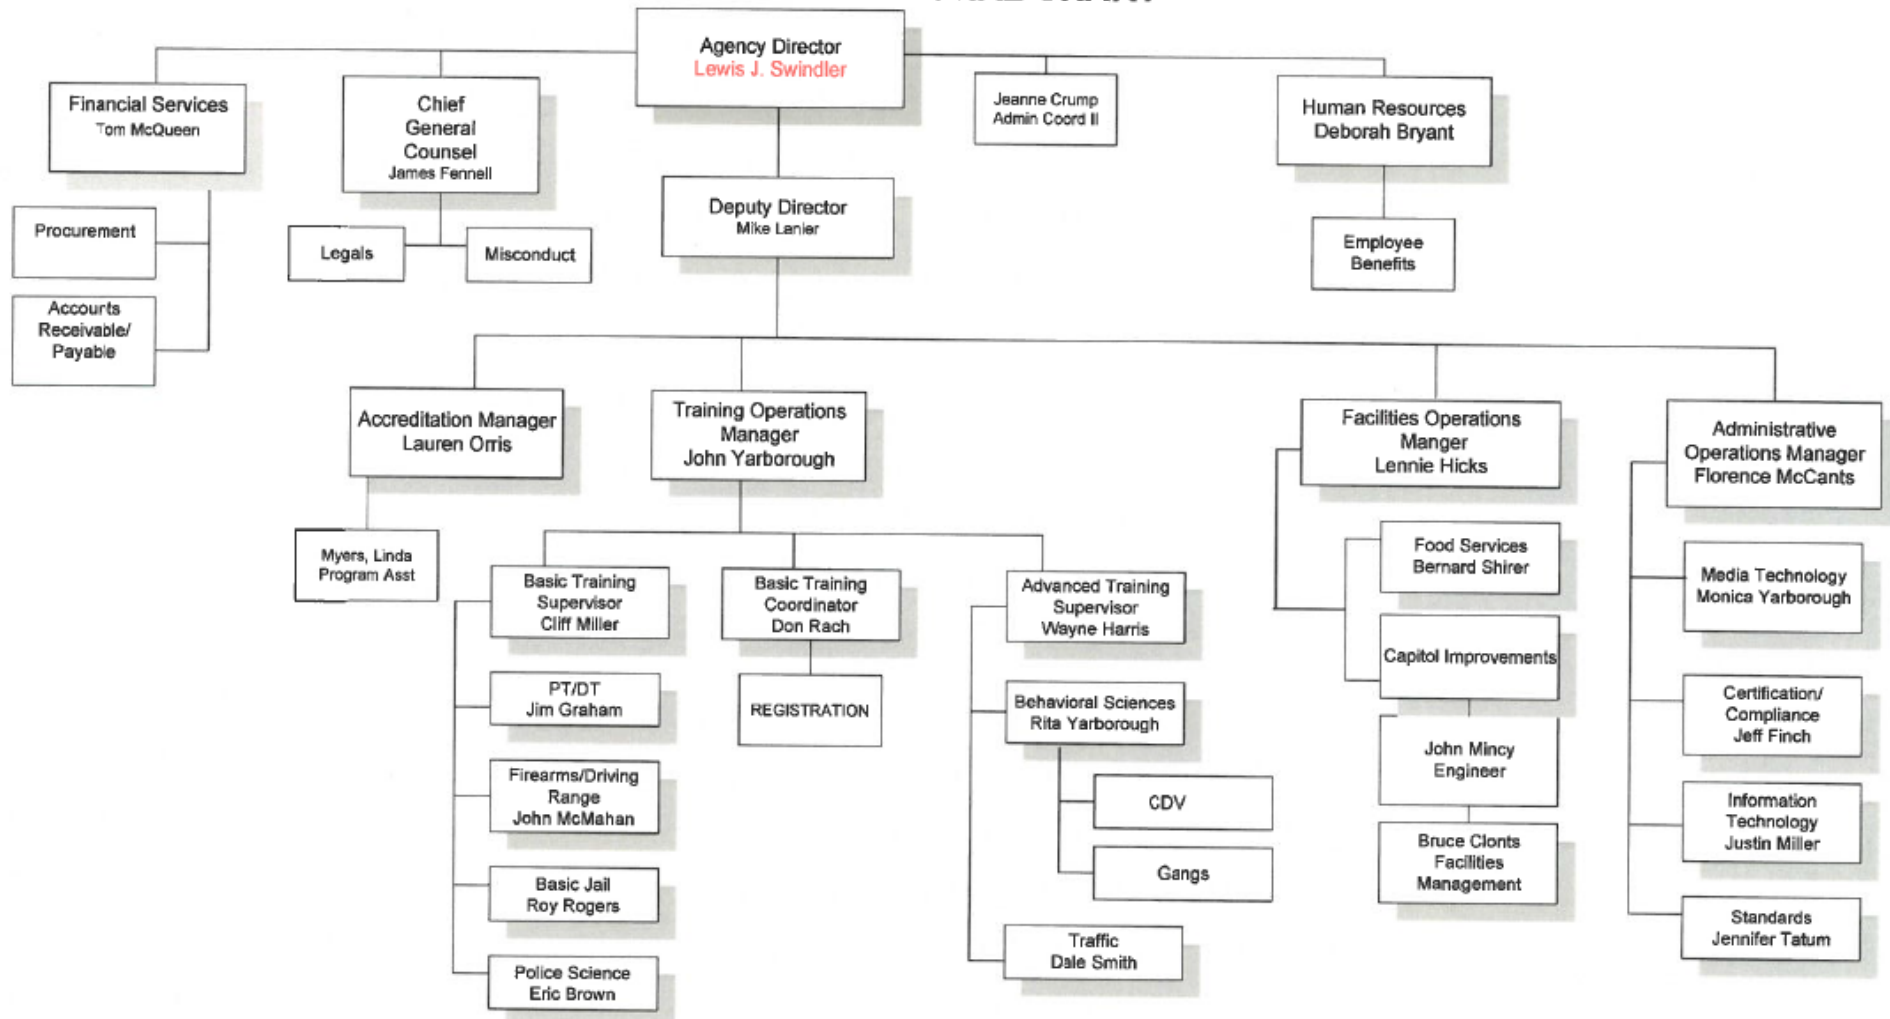 Agency Director
Lewis J. Swindler
Financial Services
Tom McQueen
Chief
General
Counsel
James Fennell
Jeanne Crump
Admin Coord II
Human Resources
Deborah Bryant
Deputy Director
Mike Lanier
Procurement
Legals
Misconduct
Employee
Benefits
Accounts
Receivable/
Payable
Accreditation Manager
Lauren Orris
Training Operations
Manager
John Yarborough
Facilities Operations
Manger
Lennie Hicks
Administrative
Operations Manager
Florence McCants
Myers, Linda
Program Asst
Basic Training
Supervisor
Cliff Miller
Basic Training
Coordinator
Don Rach
Advanced Training
Supervisor
Wayne Harris
Food Services
Bernard Shirer
Media Technology
Monica Yarborough
PT/DT
Jim Graham
REGISTRATION
Behavioral Sciences
Rita Yarborough
Capitol Improvements
Certification/
Compliance
Jeff Finch
Firearms/Driving
Range
John McMahan
CDV
John Mincy
Engineer
Information
Technology
Justin Miller
Basic Jail
Roy Rogers
Gangs
Bruce Clonts
Facilities
Management
Standards
Jennifer Tatum
Traffic
Dale Smith
Police Science
Eric Brown